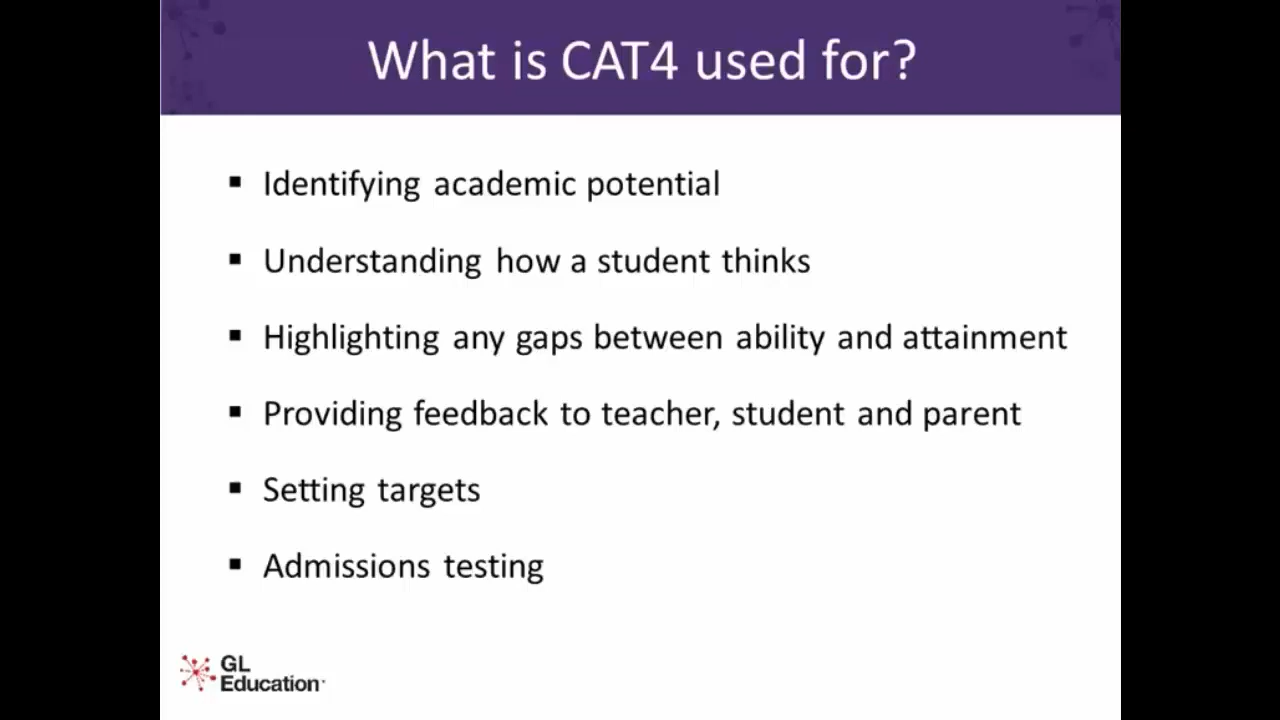 What is CAT4 used for?
▪ Identifying academic potential
▪ Understanding how a student thinks
▪ Highlighting any gaps between ability and attainment
▪ Providing feedback to teacher, student and parent
▪ Setting targets
▪ Admissions testing
GL
Education